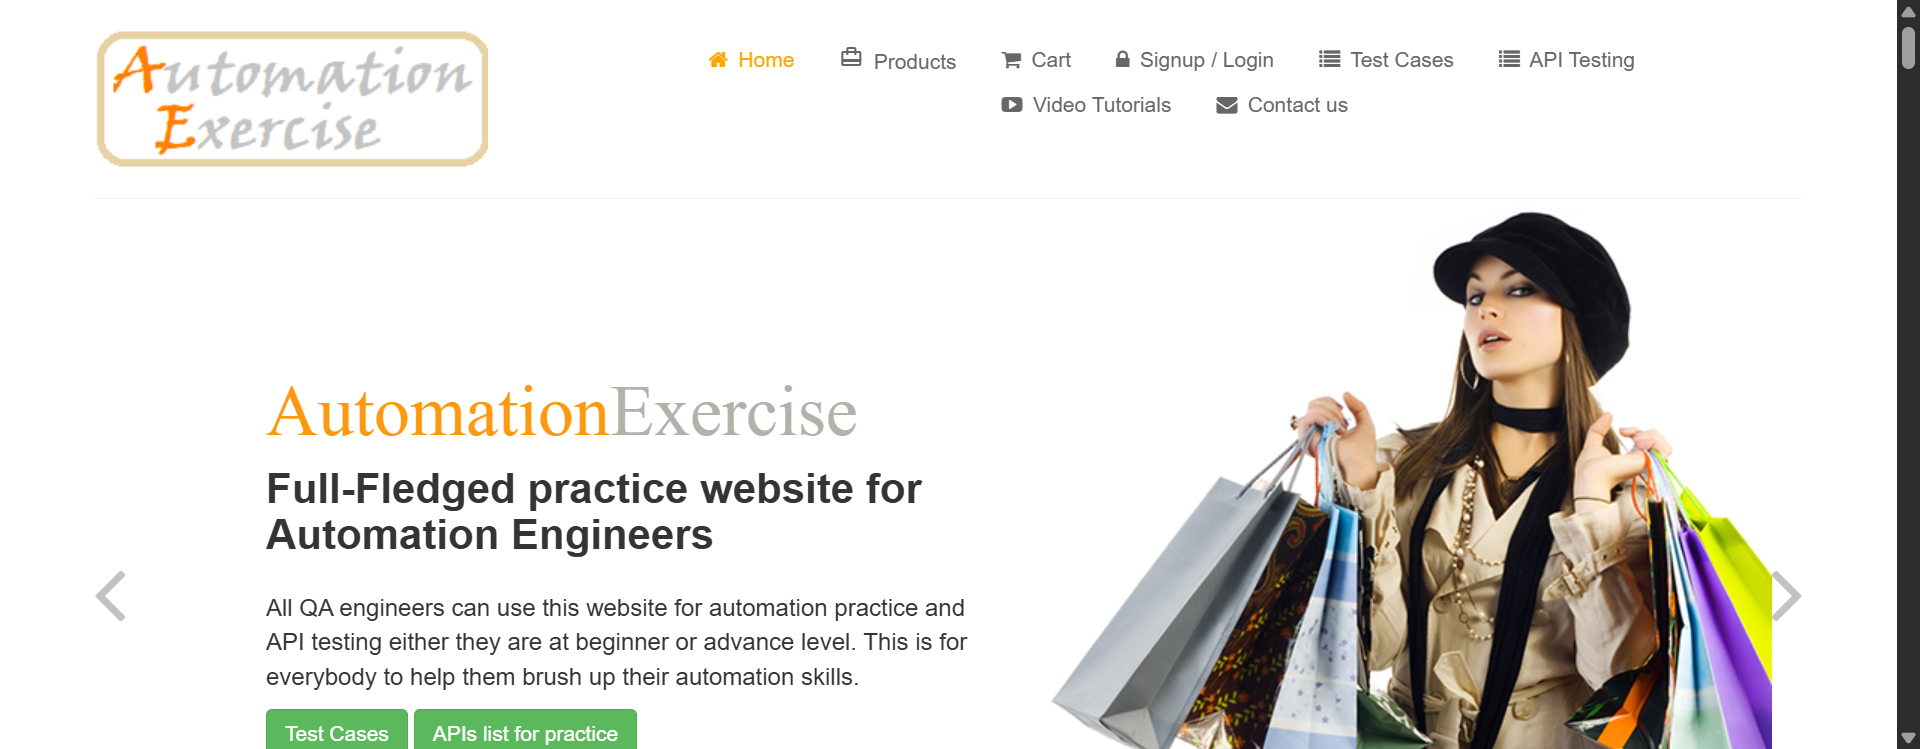 Automation
Exercise
Home
Products
Cart
Signup / Login
Test Cases
API Testing
Video Tutorials
Contact us
AutomationExercise
Full-Fledged practice website for
Automation Engineers
All QA engineers can use this website for automation practice and
API testing either they are at beginner or advance level. This is for
everybody to help them brush up their automation skills.
Test Cases
APIs list for practice